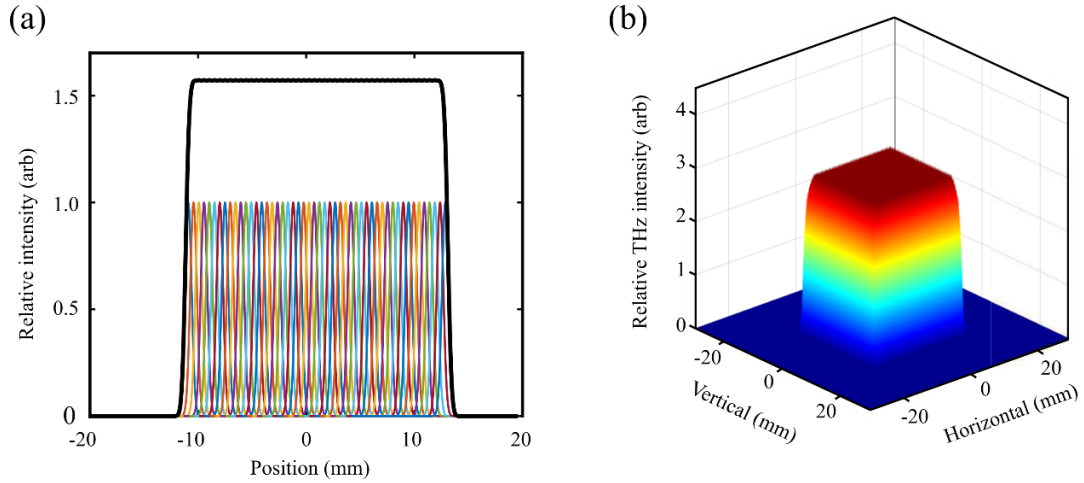 (a)
Relative intensity (arb)
1.5
1.0
0.5
0
-20
-10
0
10
20
Position (mm)
(b)
Relative THz intensity (arb)
4
3
2
1
0
-20
0
20
Vertical (mm)
-20
0
20
Horizontal (mm)